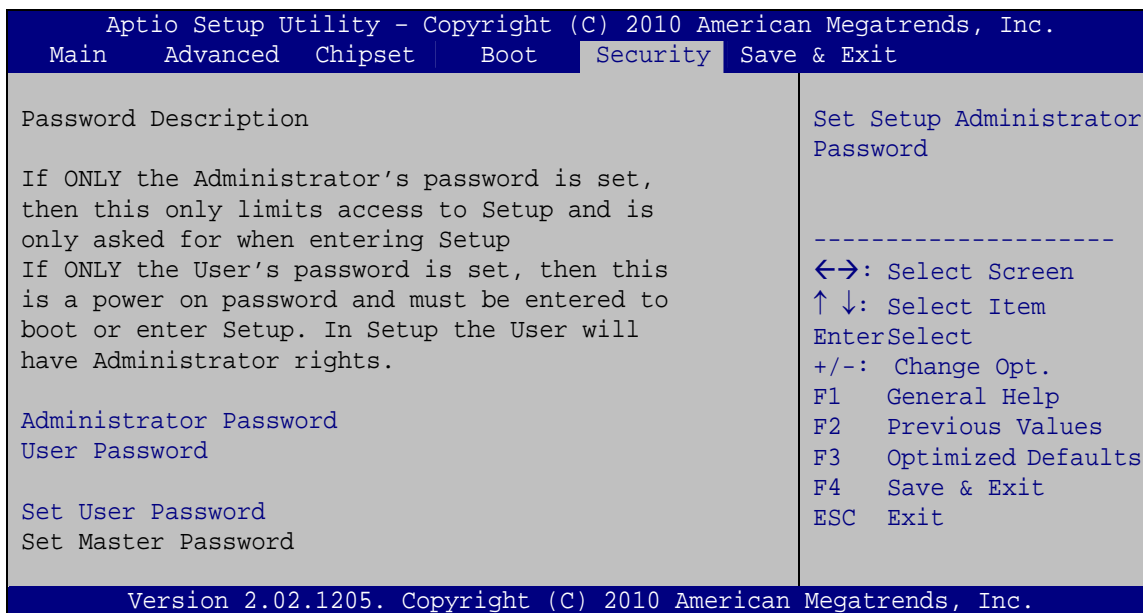 Aptio Setup Utility – Copyright (C) 2010 American Megatrends, Inc.
Main Advanced Chipset Boot Security Save & Exit
Password Description
If ONLY the Administrator’s password is set,
then this only limits access to Setup and is
only asked for when entering Setup
If ONLY the User’s password is set, then this
is a power on password and must be entered to
boot or enter Setup. In Setup the User will
have Administrator rights.
Administrator Password
User Password
Set User Password
Set Master Password
Set Setup Administrator
Password
---------------------
←→: Select Screen
↑ ↓: Select Item
EnterSelect
+/-: Change Opt.
F1 General Help
F2 Previous Values
F3 Optimized Defaults
F4 Save & Exit
ESC Exit
Version 2.02.1205. Copyright (C) 2010 American Megatrends, Inc.